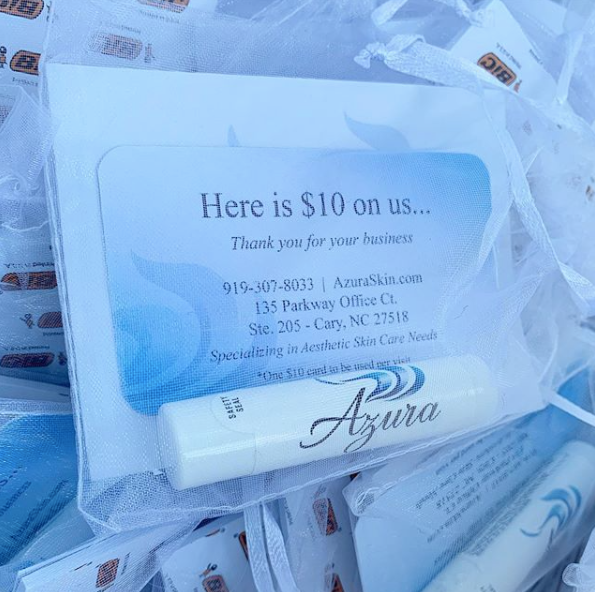 BIC
BIC
Here is $10 on us...
Thank you for your business
919-307-8033 | AzuraSkin.com
135 Parkway Office Ct.
Ste. 205 - Cary, NC 27518
Specializing in Aesthetic Skin Care Needs
*One $10 card to be used per visit
SAFETY
SEAL
Azura